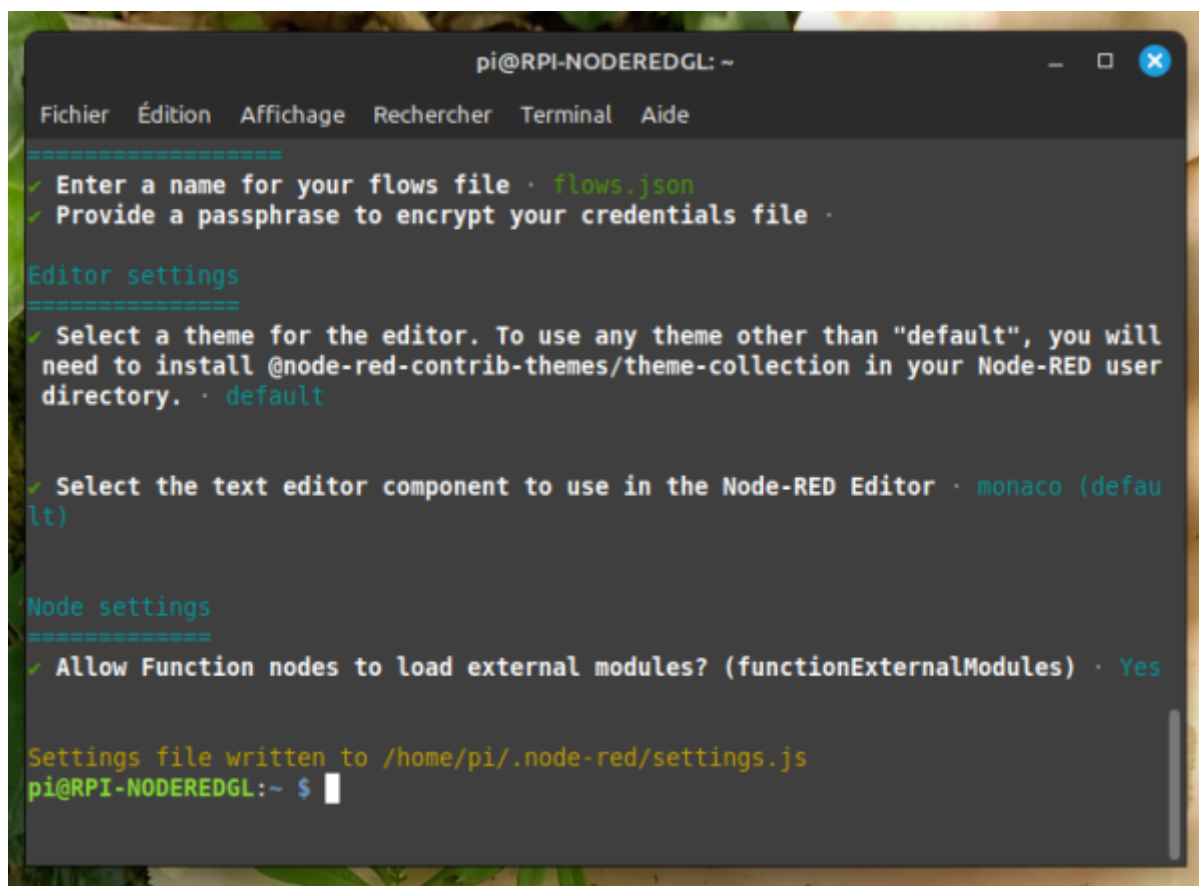 pi@RPI-NODEREDGL: ~
Fichier Édition Affichage Rechercher Terminal Aide
==================
✔ Enter a name for your flows file · flows.json
✔ Provide a passphrase to encrypt your credentials file ·
Editor settings
===============
✔ Select a theme for the editor. To use any theme other than "default", you will
need to install @node-red-contrib-themes/theme-collection in your Node-RED user
directory. · default
✔ Select the text editor component to use in the Node-RED Editor · monaco (defau
lt)
Node settings
=============
✔ Allow Function nodes to load external modules? (functionExternalModules) · Yes
Settings file written to /home/pi/.node-red/settings.js
pi@RPI-NODEREDGL:~ $